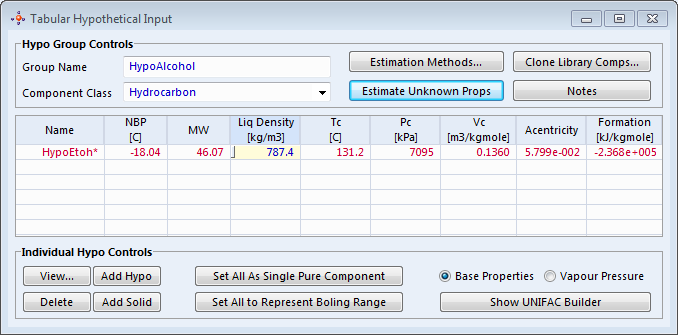 Tabular Hypothetical Input
Hypo Group Controls
Group Name HypoAlcohol Estimation Methods... Clone Library Comps...
Component Class Hydrocarbon Estimate Unknown Props Notes
Name NBP [C] MW Liq Density [kg/m3] Tc [C] Pc [kPa] Vc [m3/kgmole] Acentricity Formation [kJ/kgmole]
HypoEtoh* -18.04 46.07 787.4 131.2 7095 0.1360 5.799e-002 -2.368e+005
Individual Hypo Controls
View... Add Hypo Set All As Single Pure Component Base Properties Vapour Pressure
Delete Add Solid Set All to Represent Boling Range Show UNIFAC Builder